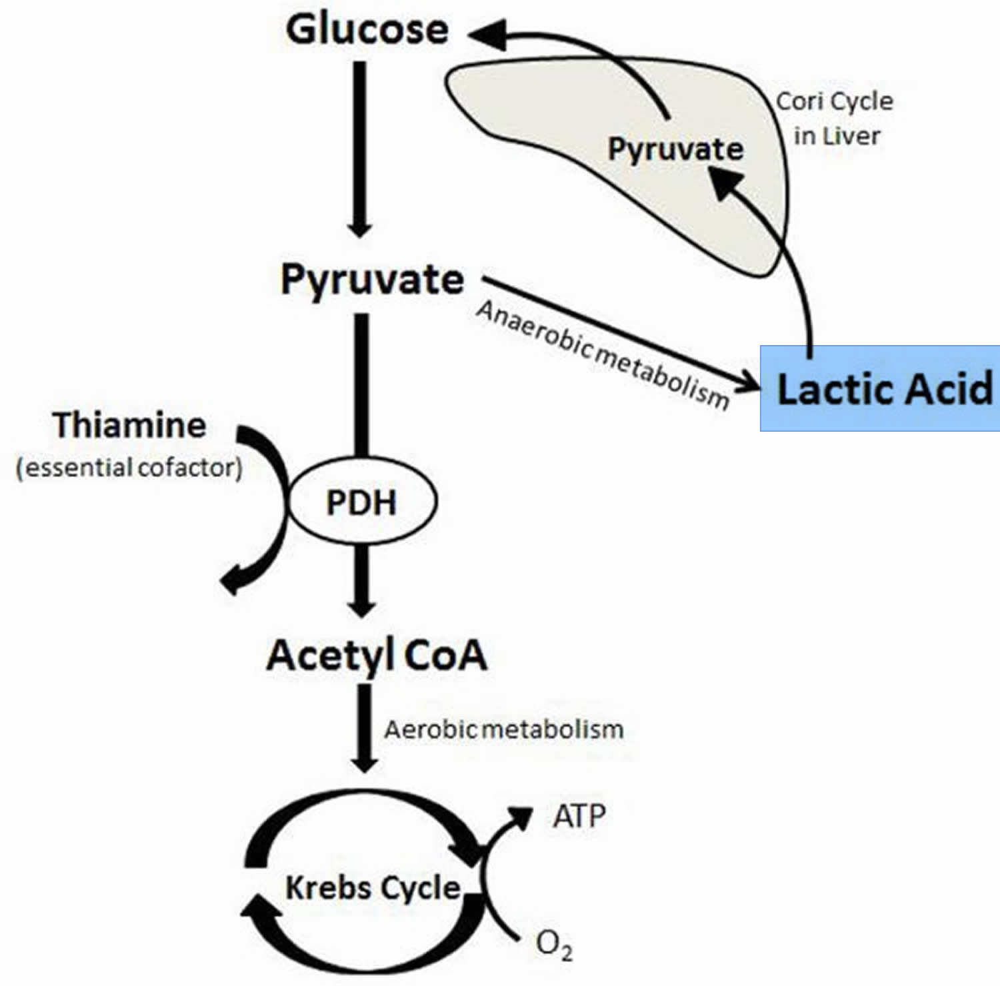 Glucose
Cori Cycle
in Liver
Pyruvate
Pyruvate
Anaerobic metabolism
Lactic Acid
Thiamine
(essential cofactor)
PDH
Acetyl CoA
Aerobic metabolism
ATP
Krebs Cycle
O₂